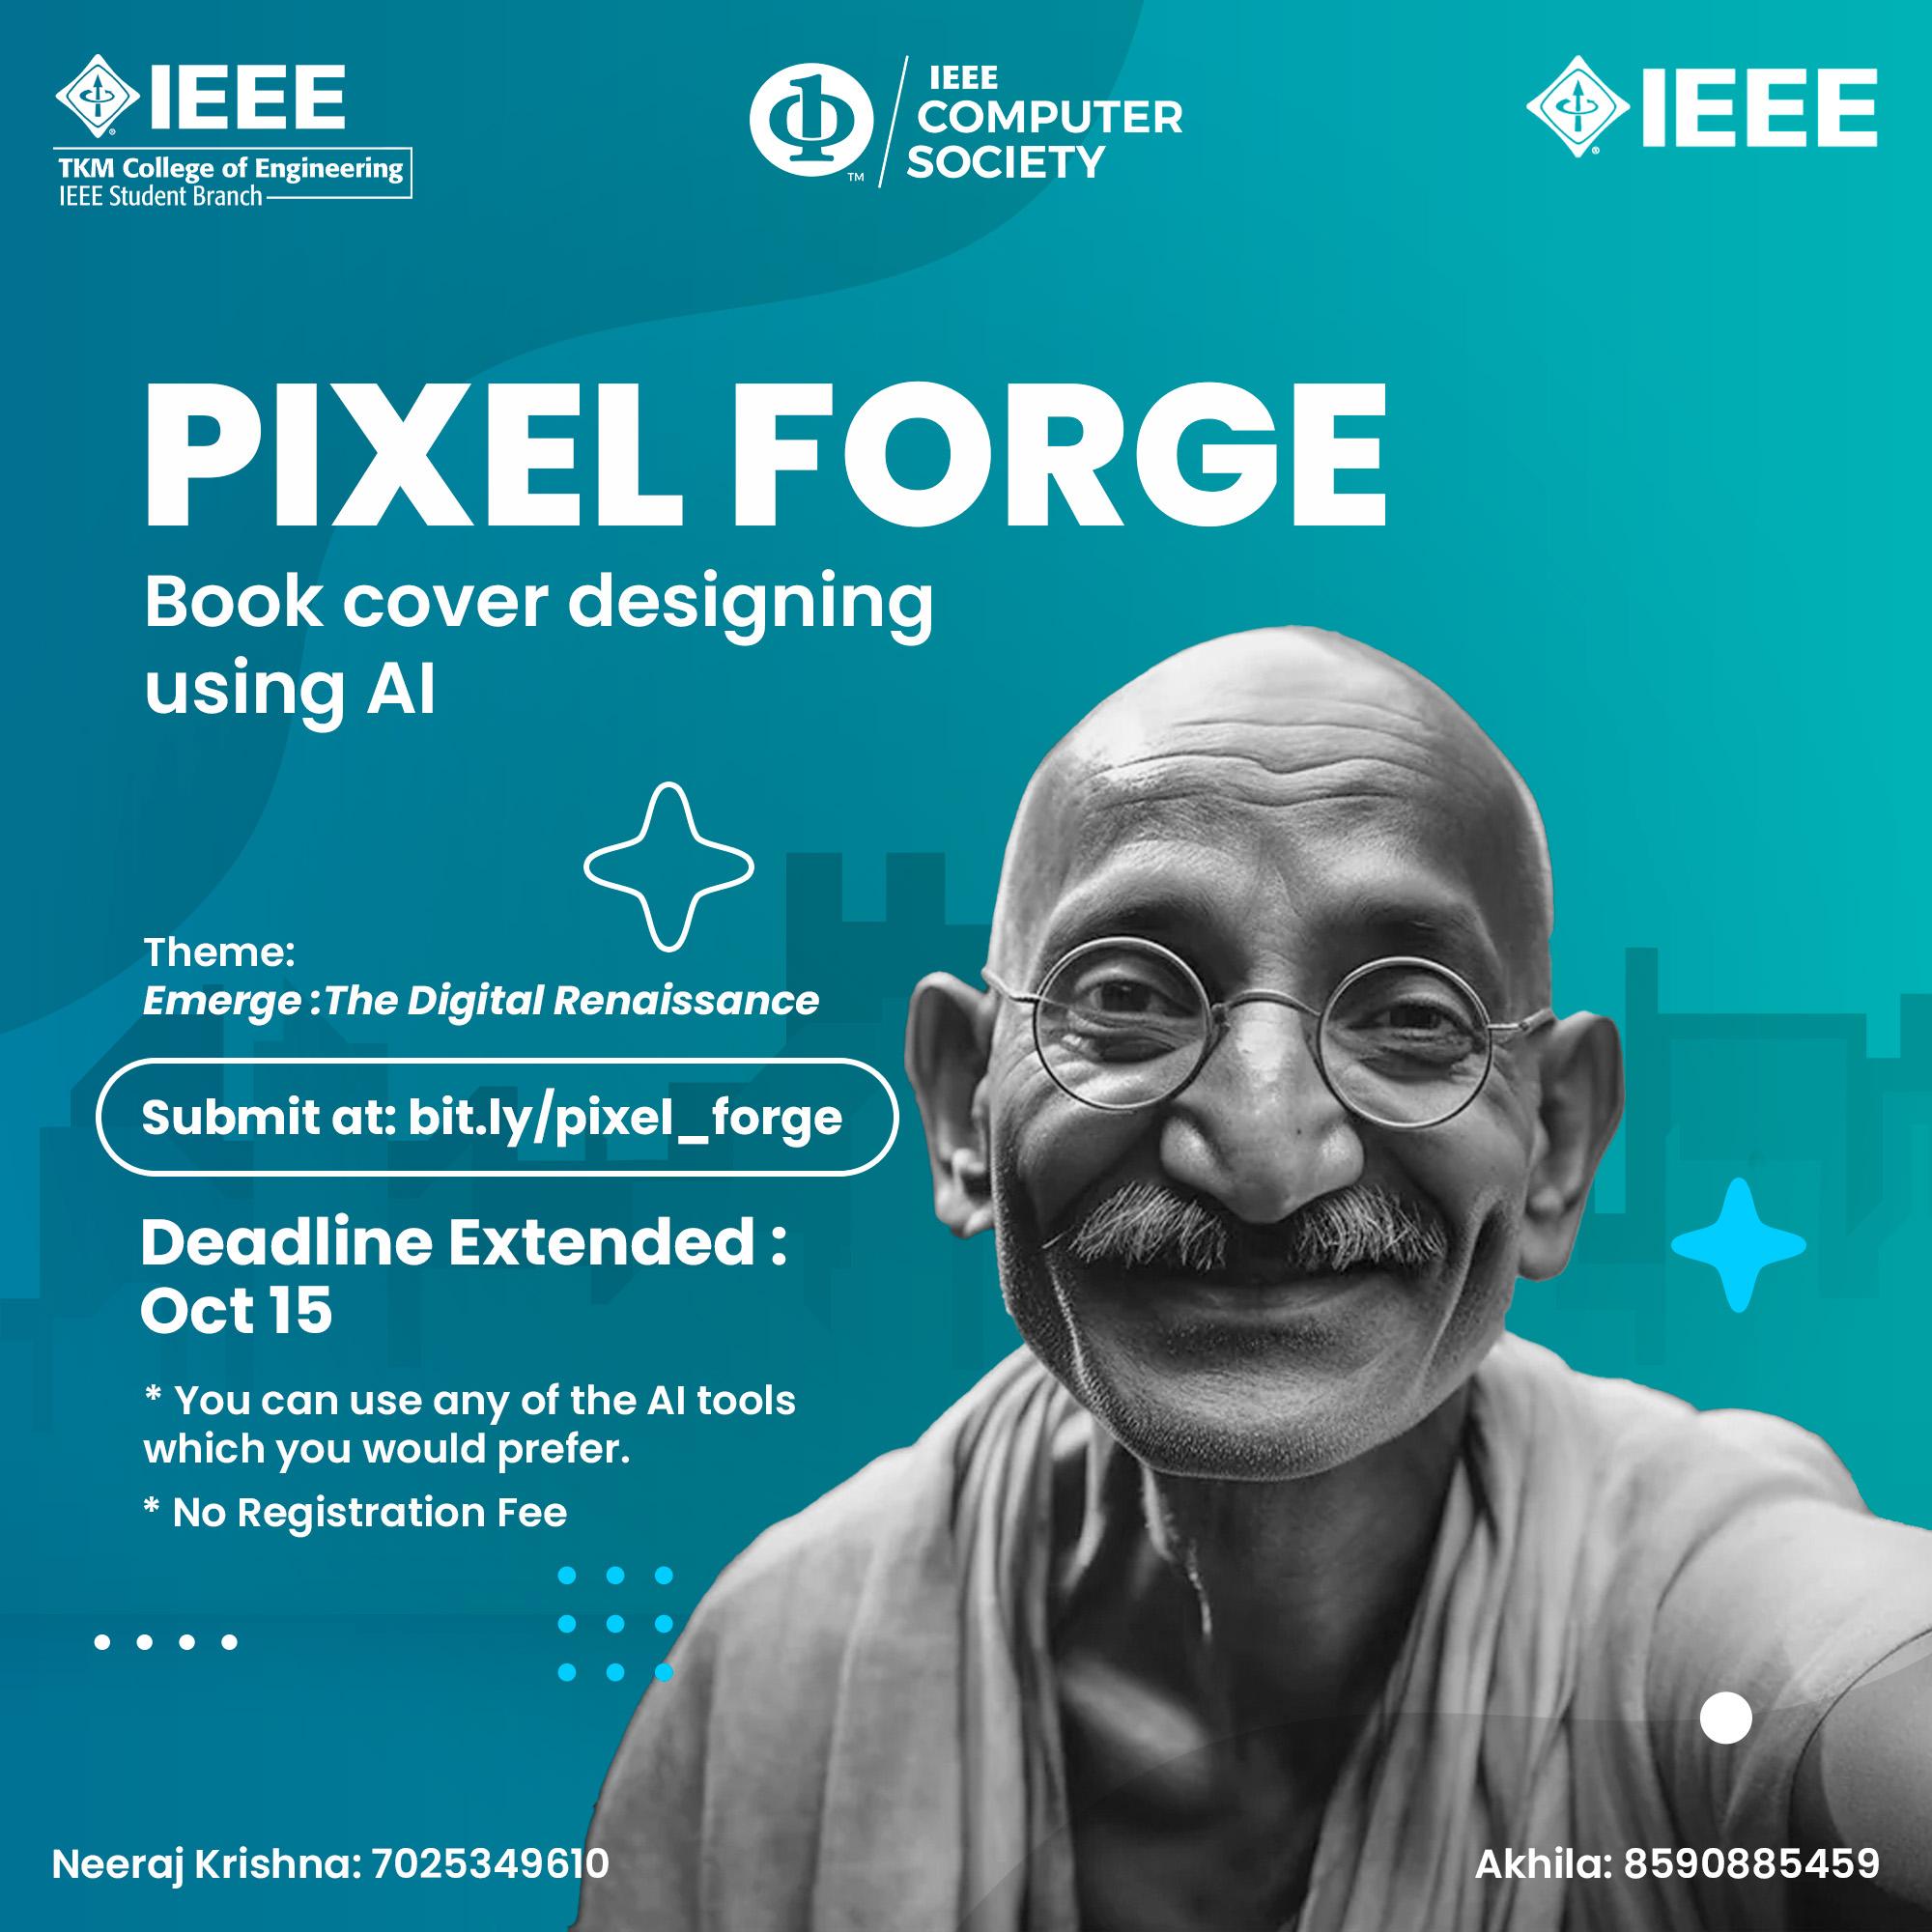 IEEE
TKM College of Engineering
IEEE Student Branch
IEEE
COMPUTER
SOCIETY
TM
IEEE
PIXEL FORGE
Book cover designing
using AI
Theme:
Emerge :The Digital Renaissance
Submit at: bit.ly/pixel_forge
Deadline Extended :
Oct 15
* You can use any of the AI tools
which you would prefer.
* No Registration Fee
Neeraj Krishna: 7025349610
Akhila: 8590885459